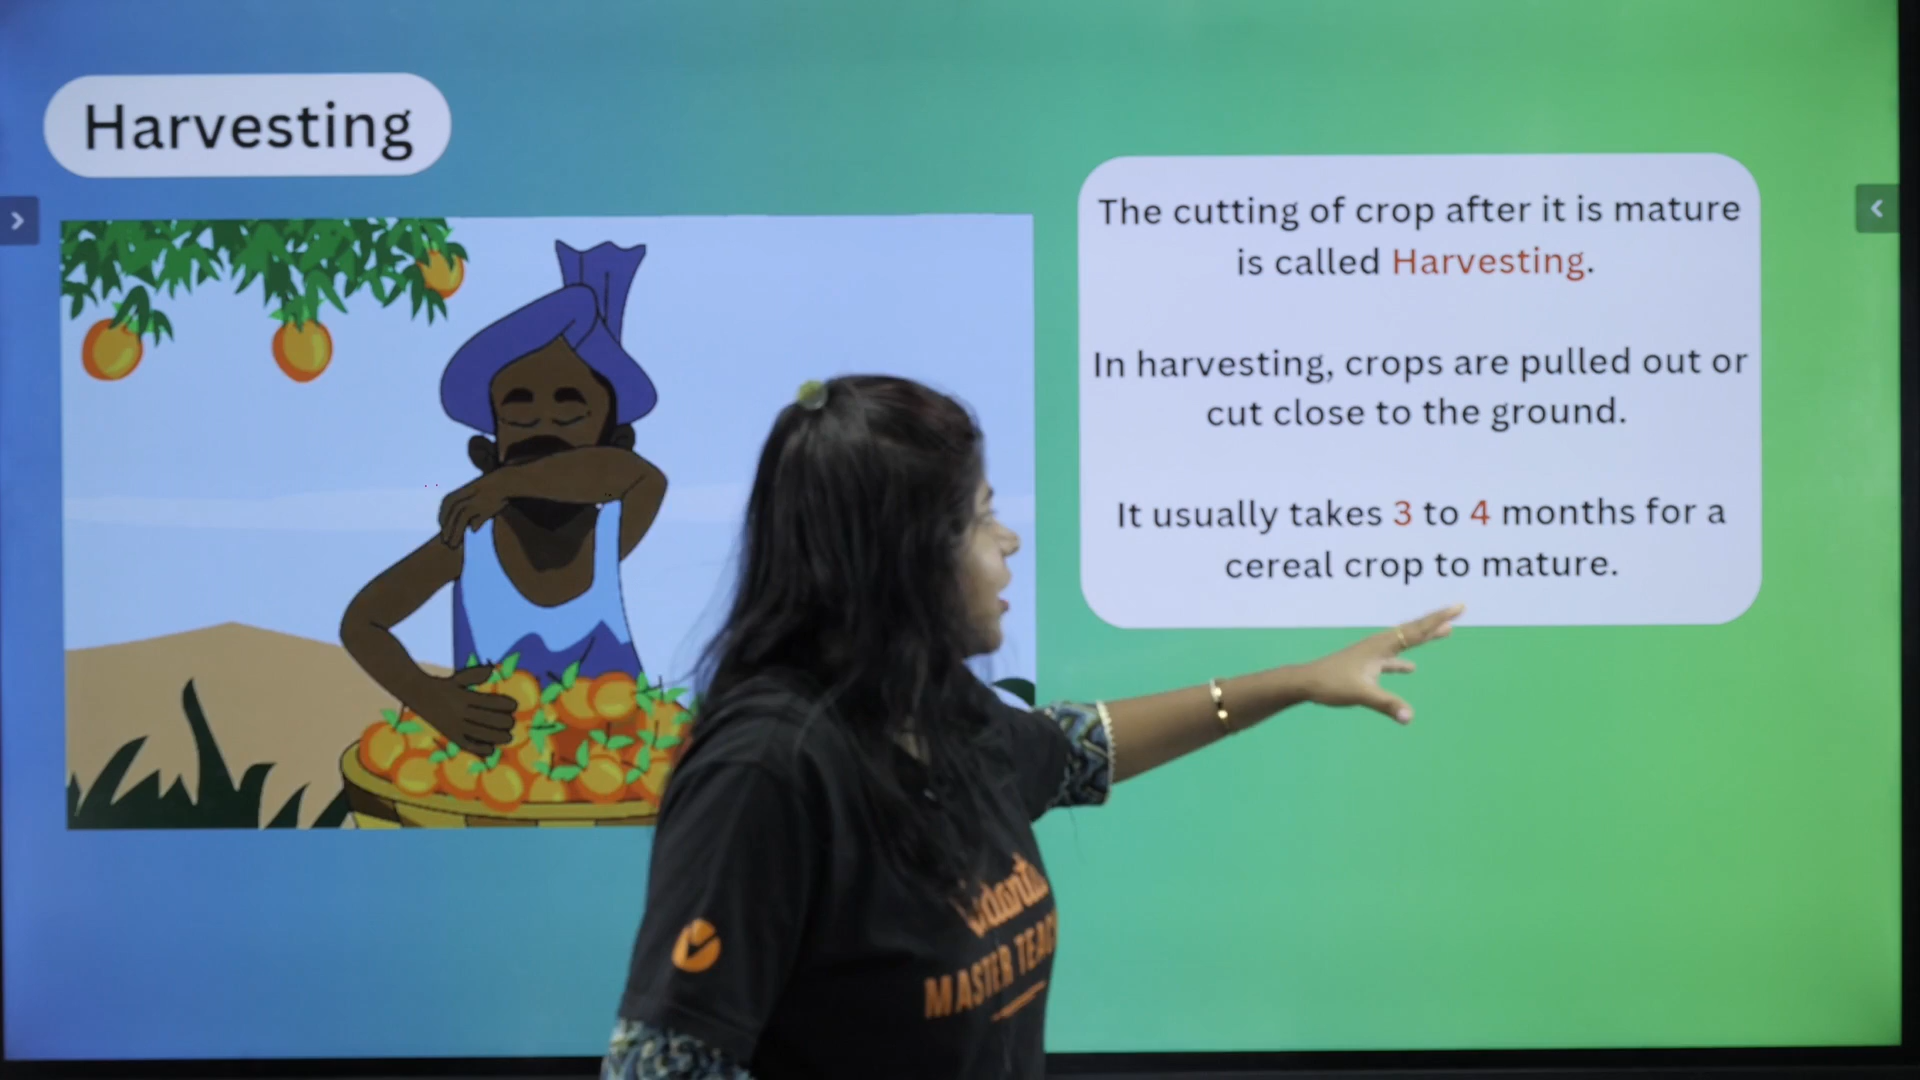 Harvesting
The cutting of crop after it is mature
is called Harvesting.
In harvesting, crops are pulled out or
cut close to the ground.
It usually takes 3 to 4 months for a
cereal crop to mature.
MASTER